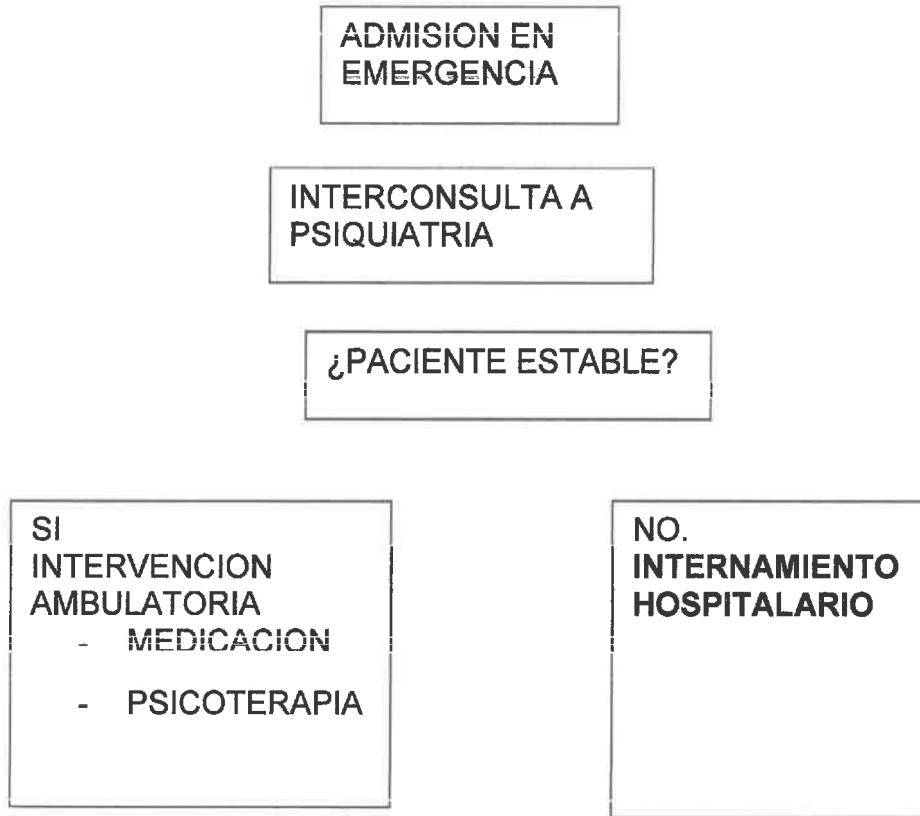 ADMISION EN
EMERGENCIA
INTERCONSULTA A
PSIQUIATRIA
¿PACIENTE ESTABLE?
SI
INTERVENCION
AMBULATORIA
- MEDICACION
- PSICOTERAPIA
NO.
INTERNAMIENTO
HOSPITALARIO